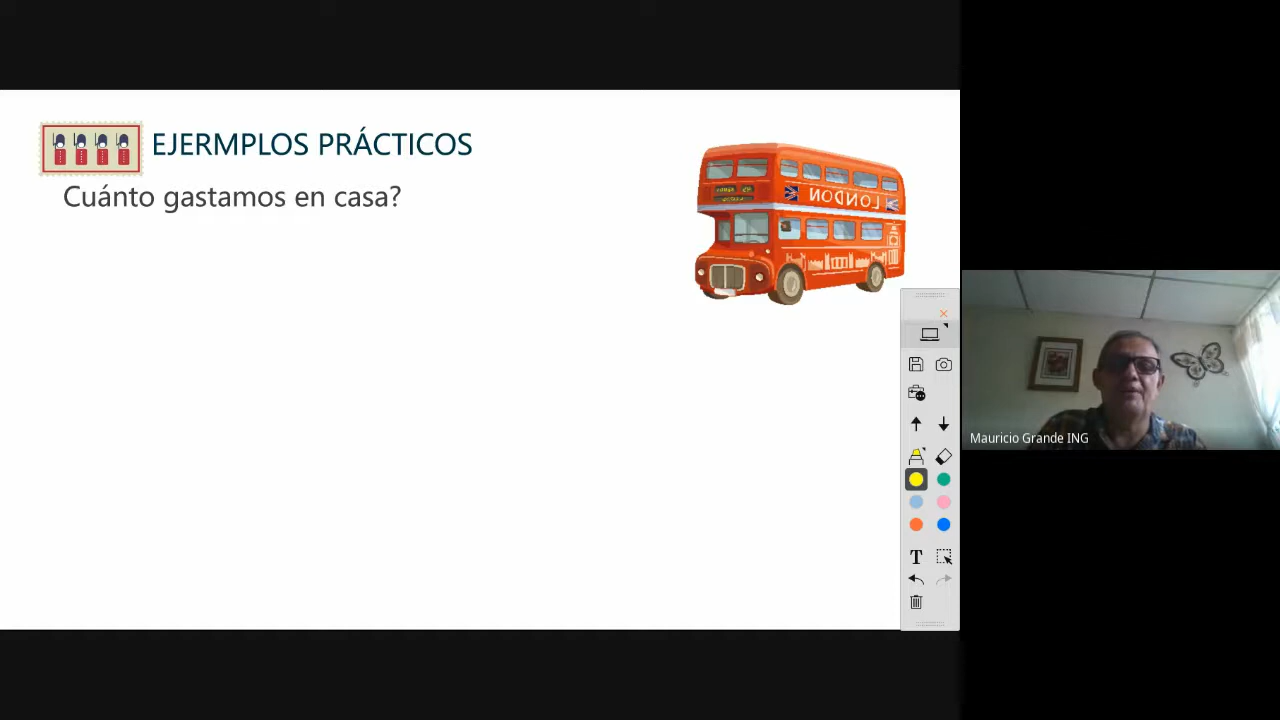 EJERMPLOS PRÁCTICOS
Cuánto gastamos en casa?
LONDON
T
Mauricio Grande ING